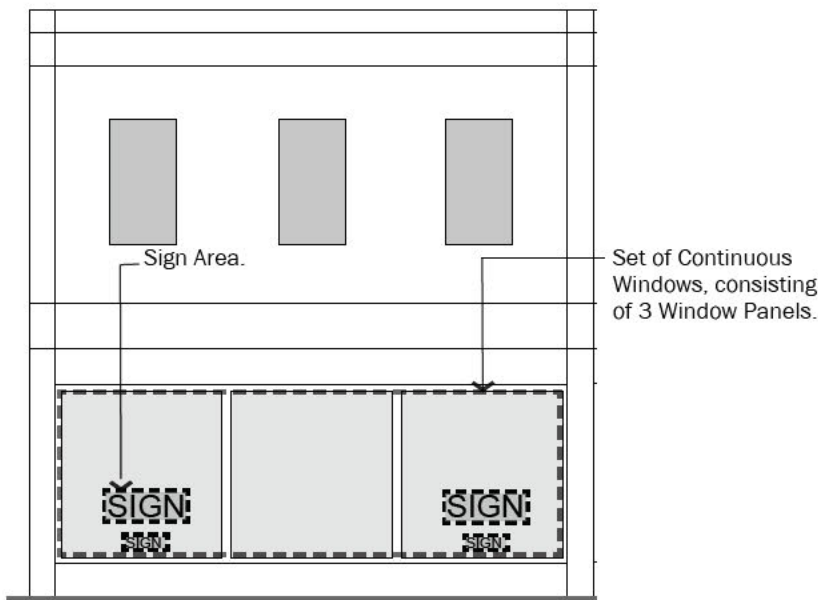 Sign Area.
Set of Continuous
Windows, consisting
of 3 Window Panels.
SIGN
SIGN
SIGN
SIGN